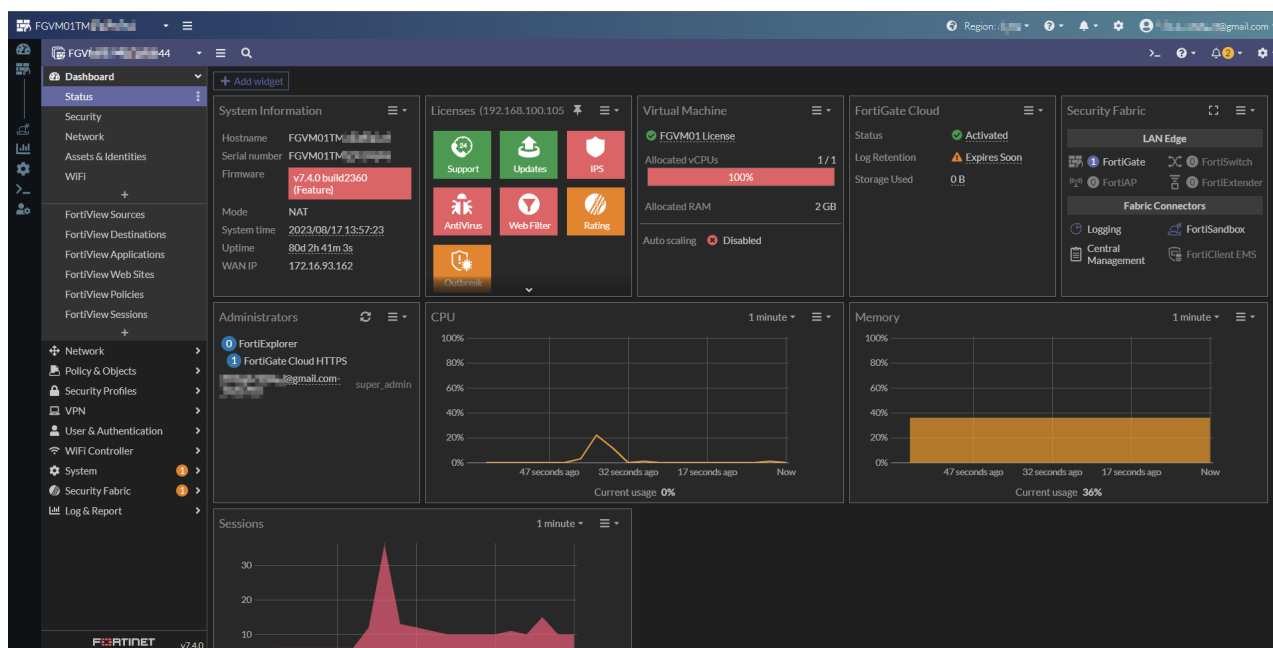 FGVM01TM
Region:
@gmail.com
FGV 44
2
Dashboard
Status
Security
Network
Assets & Identities
WiFi
FortiView Sources
FortiView Destinations
FortiView Applications
FortiView Web Sites
FortiView Policies
FortiView Sessions
Network
Policy & Objects
Security Profiles
VPN
User & Authentication
WiFi Controller
System 1
Security Fabric 1
Log & Report
FORTINET v7.4.0
+ Add widget
System Information
Hostname FGVM01TM
Serial number FGVM01TM
Firmware v7.4.0 build2360
(Feature)
Mode NAT
System time 2023/08/17 13:57:23
Uptime 80d 2h 41m 3s
WAN IP 172.16.93.162
Licenses (192.168.100.105
24
Support Updates IPS
AntiVirus Web Filter Rating
Outbreak
Virtual Machine
FGVM01 License
Allocated vCPUs 1 / 1
100%
Allocated RAM 2 GB
Auto scaling Disabled
FortiGate Cloud
Status Activated
Log Retention Expires Soon
Storage Used 0 B
Security Fabric
LAN Edge
1 FortiGate 0 FortiSwitch
0 FortiAP 0 FortiExtender
Fabric Connectors
Logging FortiSandbox
Central
Management FortiClient EMS
Administrators
0 FortiExplorer
1 FortiGate Cloud HTTPS
@gmail.com- super_admin
CPU 1 minute
100%
80%
60%
40%
20%
0%
47 seconds ago 32 seconds ago 17 seconds ago Now
Current usage 0%
Memory 1 minute
100%
80%
60%
40%
20%
0%
47 seconds ago 32 seconds ago 17 seconds ago Now
Current usage 36%
Sessions 1 minute
30
20
10